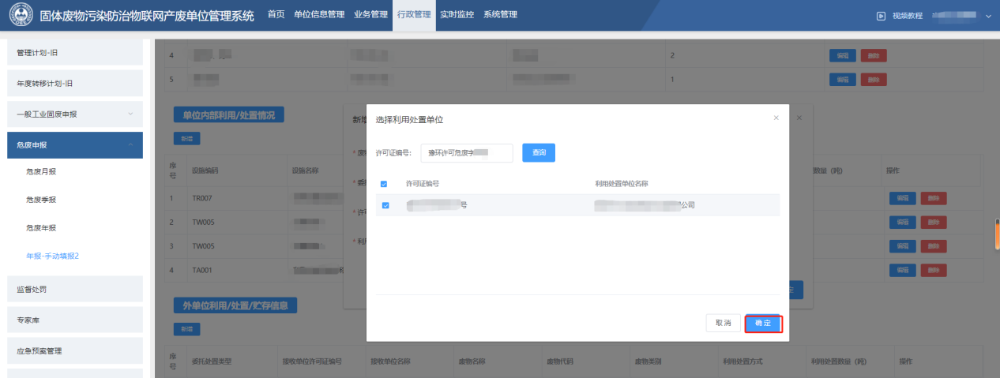 固体废物污染防治物联网产废单位管理系统 首页 单位信息管理 业务管理 行政管理 实时监控 系统管理 视频教程
管理计划-旧
年度转移计划-旧
一般工业固废申报
危废申报
危废月报
危废季报
危废年报
年报-手动填报2
监督处罚
专家库
应急预案管理
4 2 编辑 删除
5 1 编辑 删除
单位内部利用/处置情况
新增
序号 设施编码 设施名称 数量（吨） 操作
1 TR007 编辑 删除
2 TW005 编辑 删除
3 TW005 编辑 删除
4 TA001 编辑 删除
新增
* 废
* 委
* 许
* 利
选择利用处置单位
许可证编号: 豫环许可危废字 查询
许可证编号 利用处置单位名称
号 公司
取消 确定
外单位利用/处置/贮存信息
新增
序号 委托处置类型 接收单位许可证编号 接收单位名称 废物名称 废物代码 废物类别 利用处置方式 利用处置数量（吨） 操作